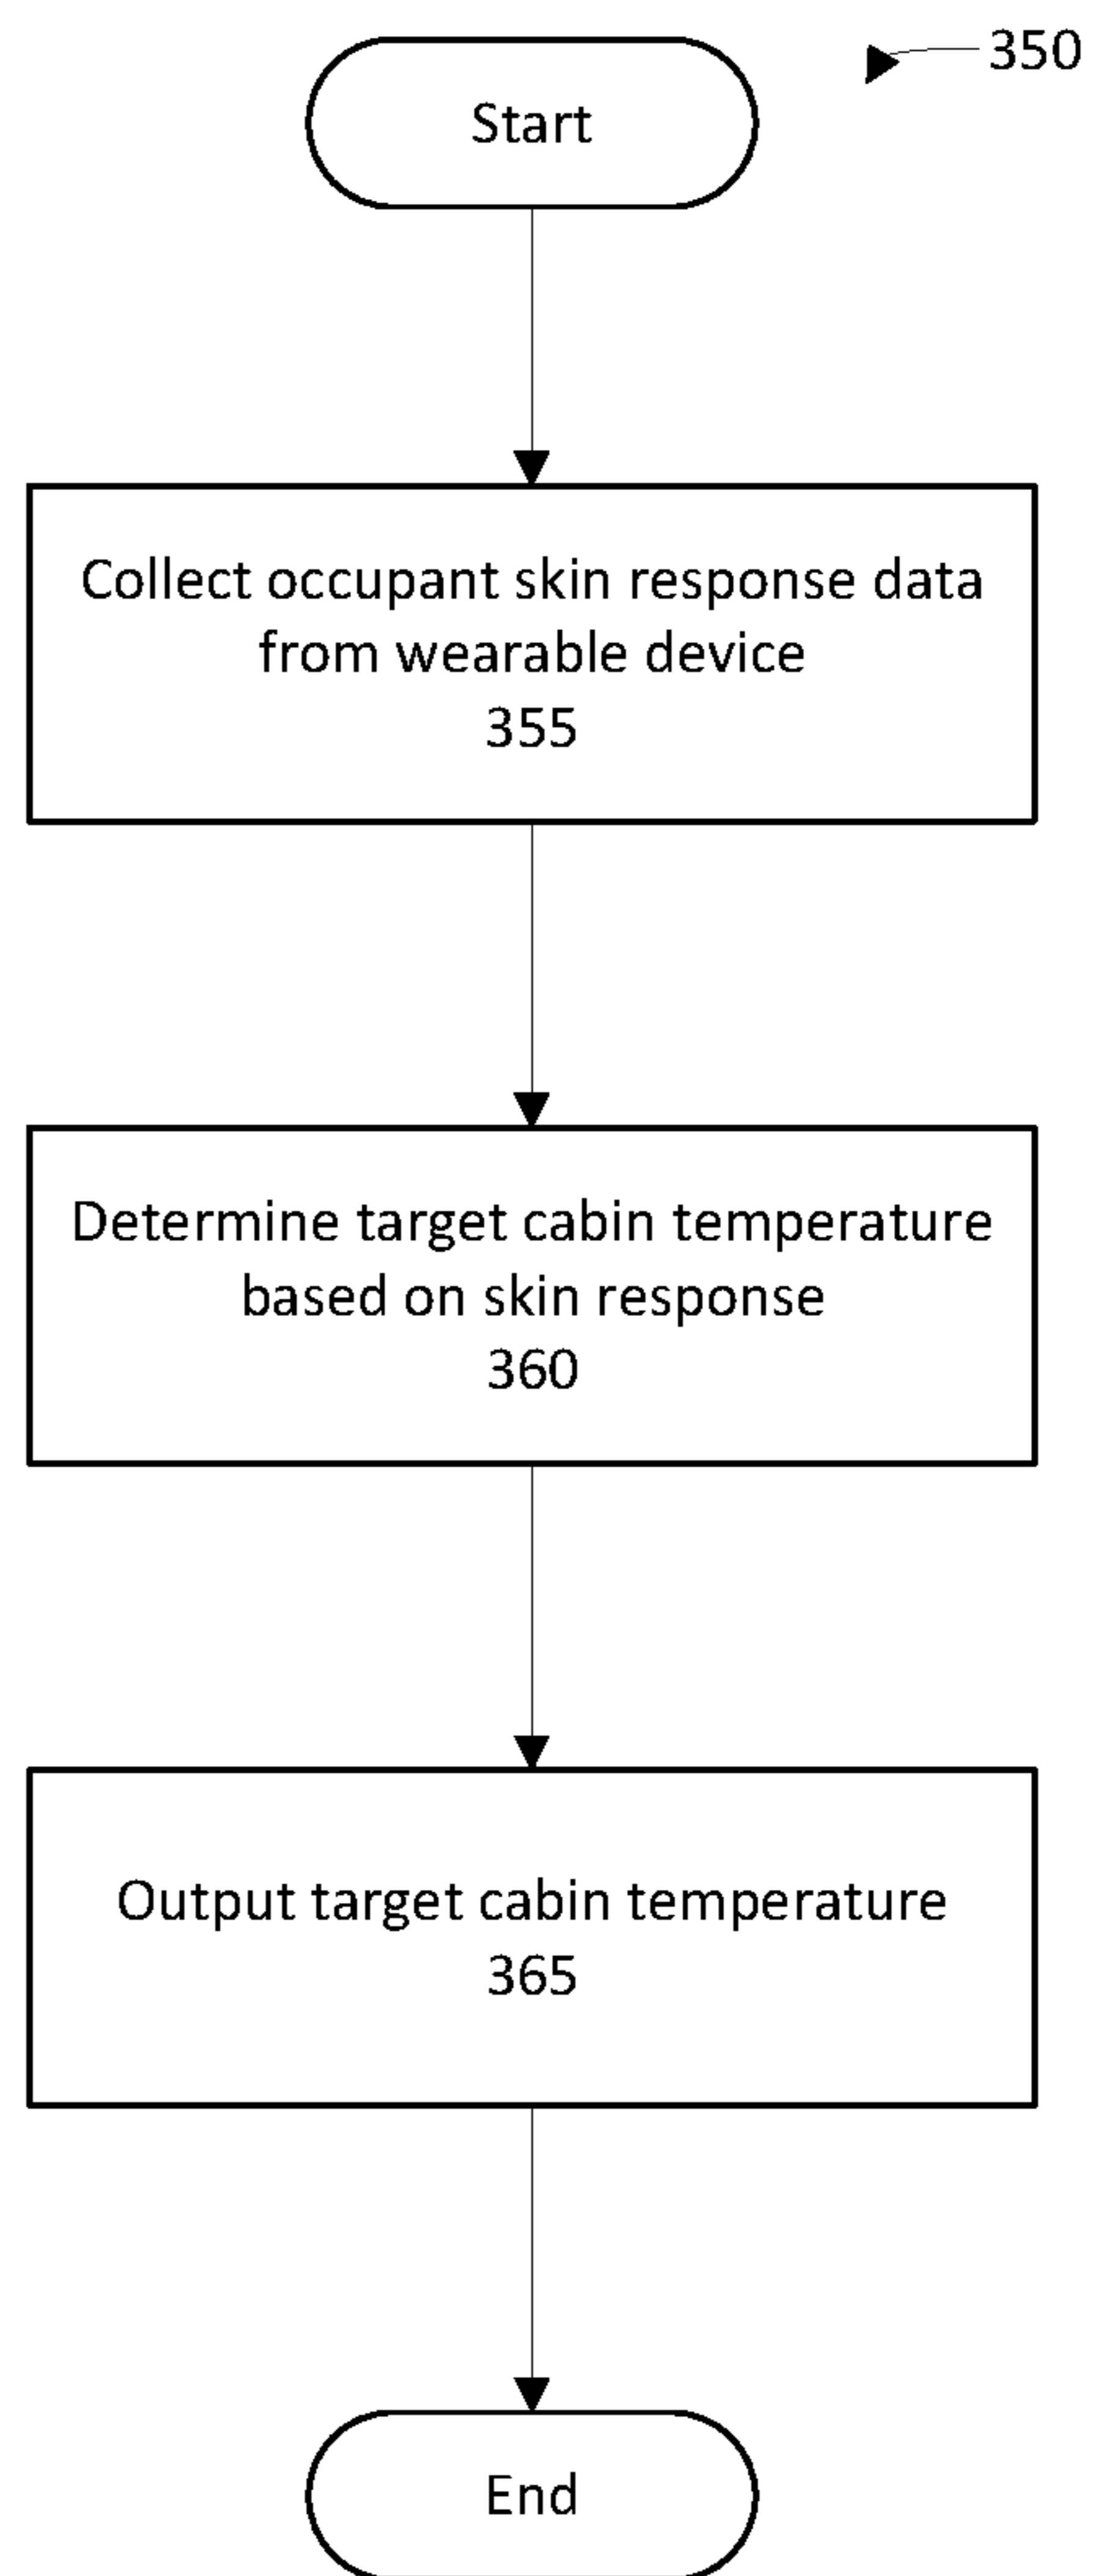 350
Start
Collect occupant skin response data
from wearable device
355
Determine target cabin temperature
based on skin response
360
Output target cabin temperature
365
End